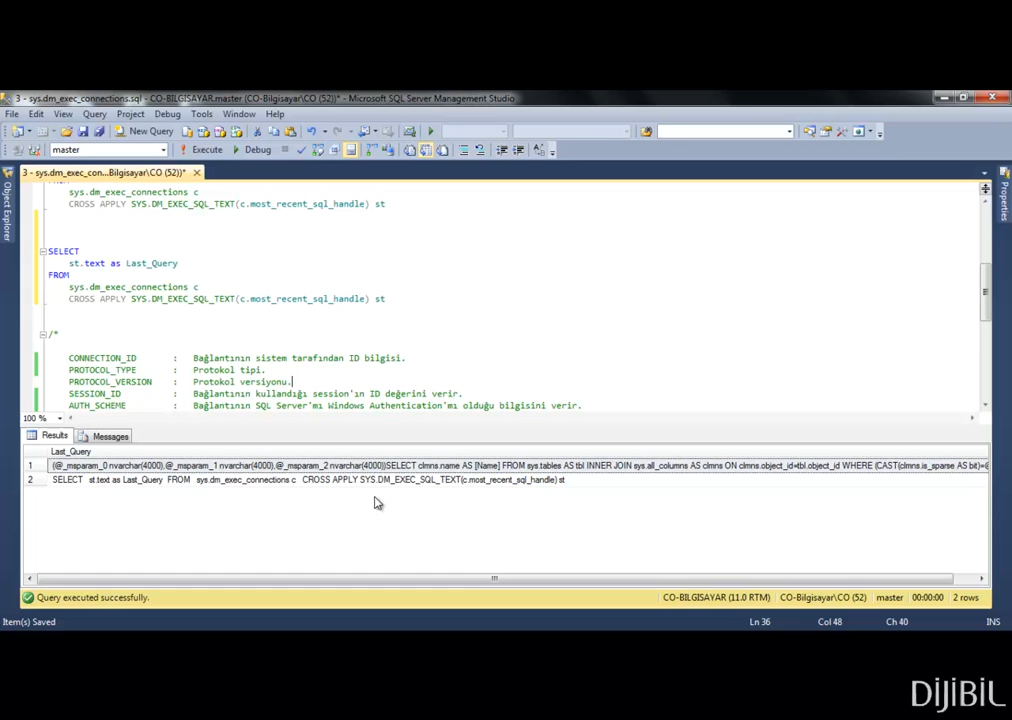 3 - sys.dm_exec_connections.sql - CO-BILGISAYAR.master (CO-Bilgisayar\CO (52))* - Microsoft SQL Server Management Studio
File Edit View Query Project Debug Tools Window Help
New Query
master Execute Debug
3 - sys.dm_exec_con...Bilgisayar\CO (52))*
Object Explorer
Properties
sys.dm_exec_connections c
CROSS APPLY SYS.DM_EXEC_SQL_TEXT(c.most_recent_sql_handle) st
SELECT
st.text as Last_Query
FROM
sys.dm_exec_connections c
CROSS APPLY SYS.DM_EXEC_SQL_TEXT(c.most_recent_sql_handle) st
/*
CONNECTION_ID : Bağlantının sistem tarafından ID bilgisi.
PROTOCOL_TYPE : Protokol tipi.
PROTOCOL_VERSION : Protokol versiyonu.
SESSION_ID : Bağlantının kullandığı session'ın ID değerini verir.
AUTH_SCHEME : Bağlantının SQL Server'mı Windows Authentication'mı olduğu bilgisini verir.
100 %
Results Messages
Last_Query
1 (@_msparam_0 nvarchar(4000),@_msparam_1 nvarchar(4000),@_msparam_2 nvarchar(4000))SELECT clmns.name AS [Name] FROM sys.tables AS tbl INNER JOIN sys.all_columns AS clmns ON clmns.object_id=tbl.object_id WHERE (CAST(clmns.is_sparse AS bit)=@
2 SELECT st.text as Last_Query FROM sys.dm_exec_connections c CROSS APPLY SYS.DM_EXEC_SQL_TEXT(c.most_recent_sql_handle) st
Query executed successfully. CO-BILGISAYAR (11.0 RTM) CO-Bilgisayar\CO (52) master 00:00:00 2 rows
Item(s) Saved Ln 36 Col 48 Ch 40 INS
DİJİBİL